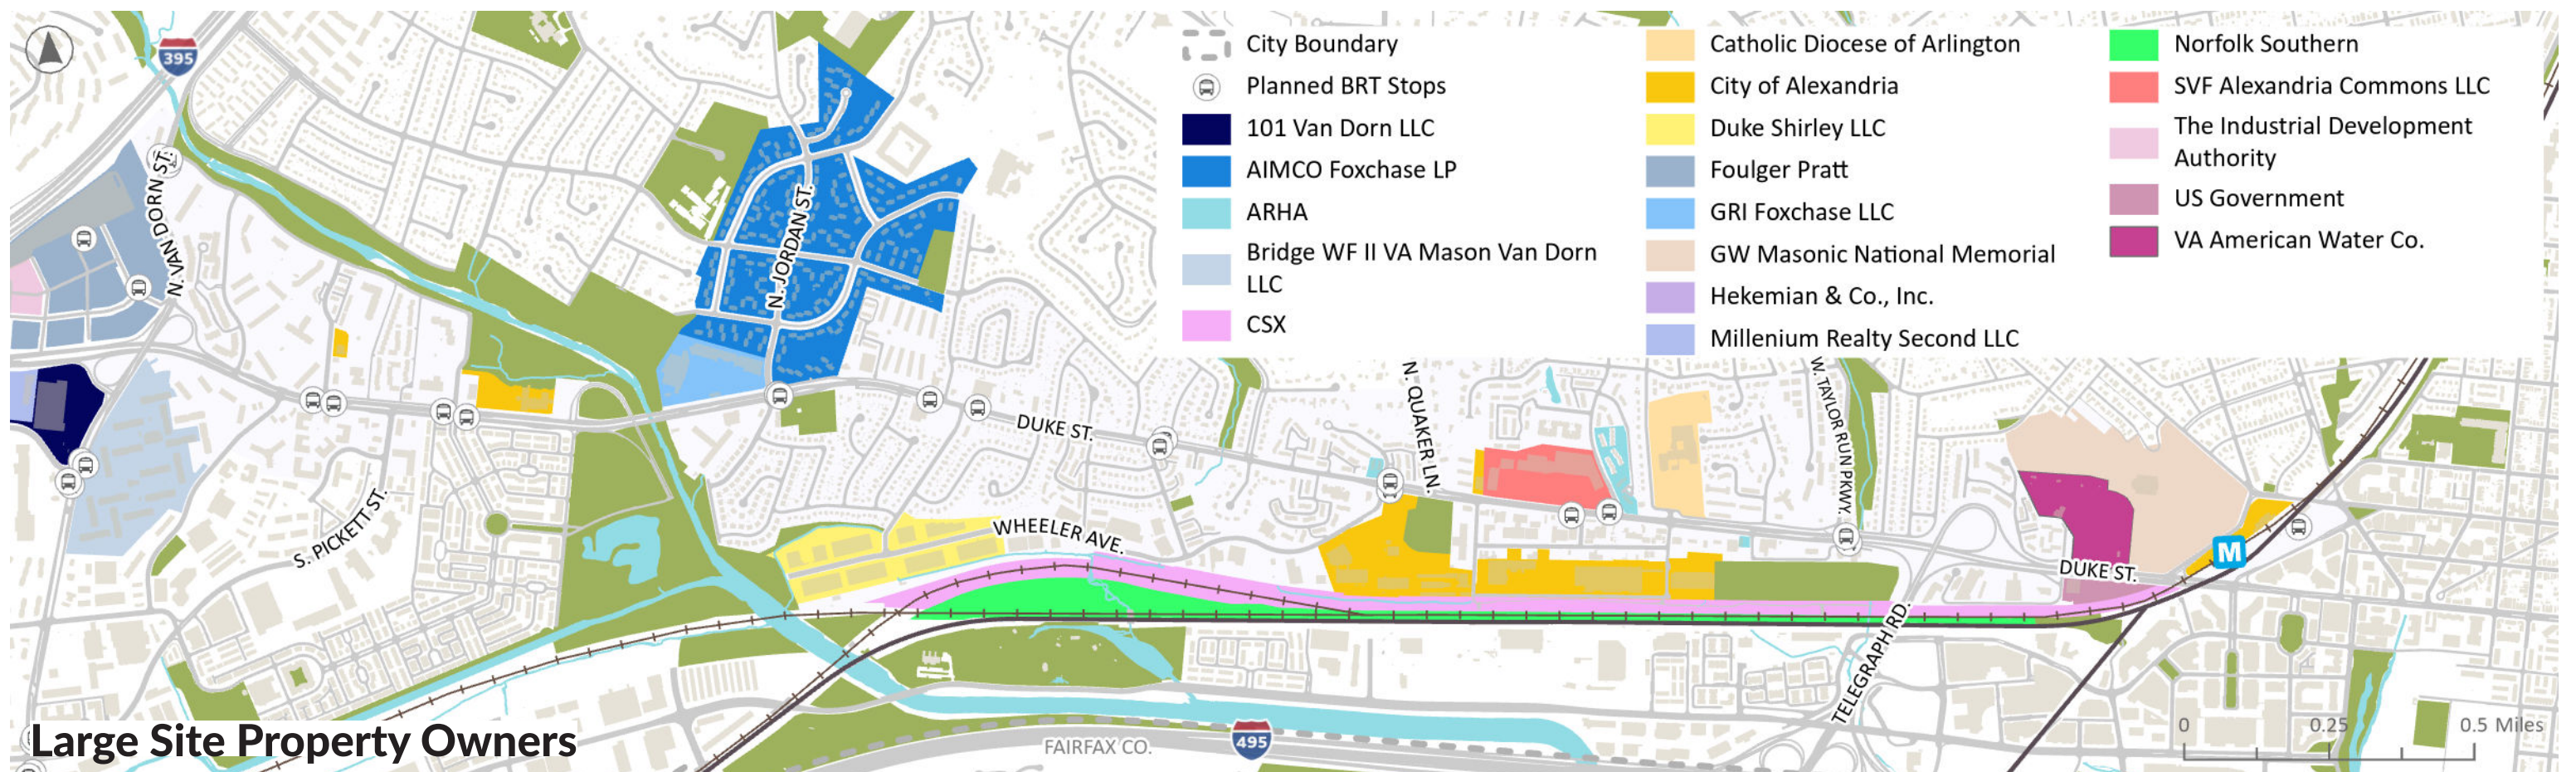 395
N. VAN DORN ST.
N. JORDAN ST.
City Boundary
Planned BRT Stops
101 Van Dorn LLC
AIMCO Foxchase LP
ARHA
Bridge WF II VA Mason Van Dorn
LLC
CSX
Catholic Diocese of Arlington
City of Alexandria
Duke Shirley LLC
Foulger Pratt
GRI Foxchase LLC
GW Masonic National Memorial
Hekemian & Co., Inc.
Millenium Realty Second LLC
Norfolk Southern
SVF Alexandria Commons LLC
The Industrial Development
Authority
US Government
VA American Water Co.
DUKE ST.
N. QUAKER LN.
W. TAYLOR RUN PKWY.
S. PICKETT ST.
WHEELER AVE.
M
DUKE ST.
TELEGRAPH RD.
Large Site Property Owners
FAIRFAX CO.
495
0 0.25 0.5 Miles